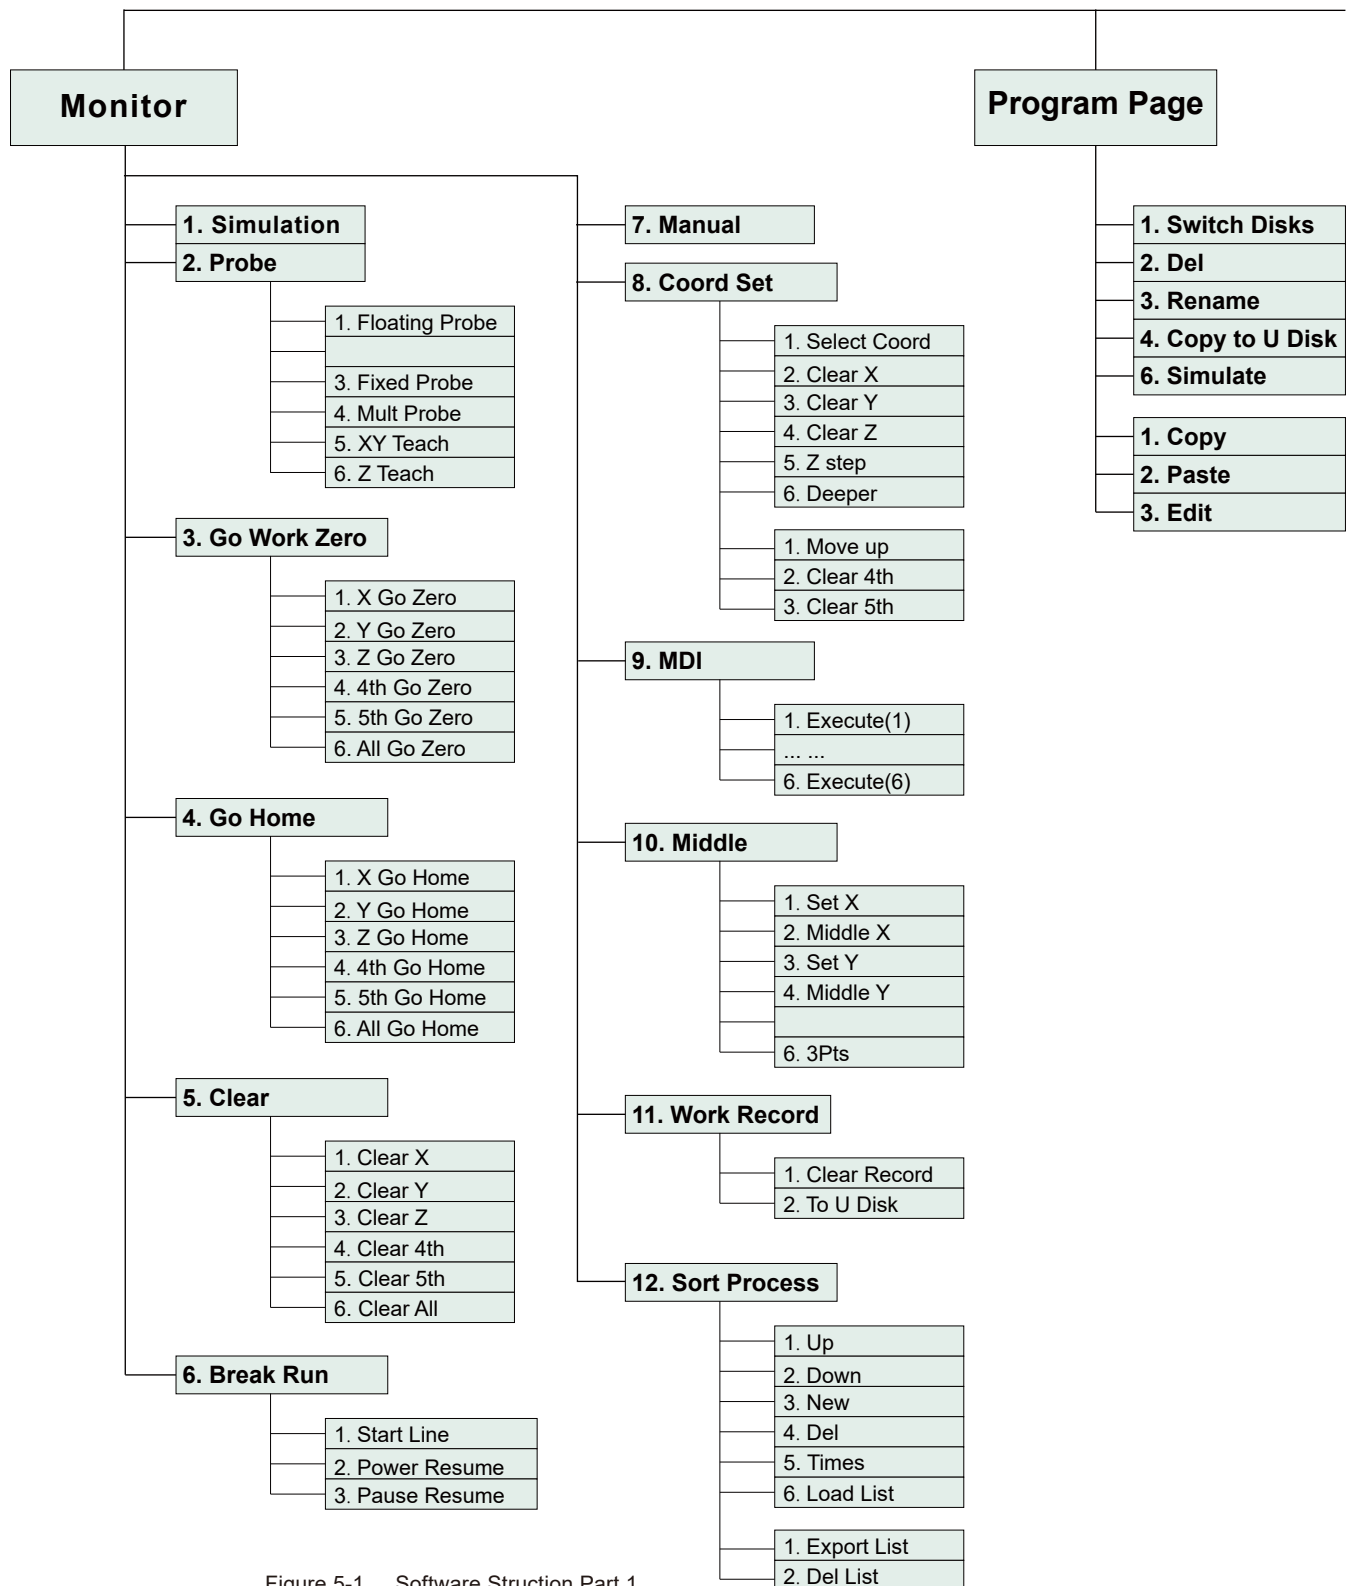 Monitor
1. Simulation
2. Probe
1. Floating Probe
3. Fixed Probe
4. Mult Probe
5. XY Teach
6. Z Teach
3. Go Work Zero
1. X Go Zero
2. Y Go Zero
3. Z Go Zero
4. 4th Go Zero
5. 5th Go Zero
6. All Go Zero
4. Go Home
1. X Go Home
2. Y Go Home
3. Z Go Home
4. 4th Go Home
5. 5th Go Home
6. All Go Home
5. Clear
1. Clear X
2. Clear Y
3. Clear Z
4. Clear 4th
5. Clear 5th
6. Clear All
6. Break Run
1. Start Line
2. Power Resume
3. Pause Resume
7. Manual
8. Coord Set
1. Select Coord
2. Clear X
3. Clear Y
4. Clear Z
5. Z step
6. Deeper
1. Move up
2. Clear 4th
3. Clear 5th
9. MDI
1. Execute(1)
... ...
6. Execute(6)
10. Middle
1. Set X
2. Middle X
3. Set Y
4. Middle Y
6. 3Pts
11. Work Record
1. Clear Record
2. To U Disk
12. Sort Process
1. Up
2. Down
3. New
4. Del
5. Times
6. Load List
1. Export List
2. Del List
Program Page
1. Switch Disks
2. Del
3. Rename
4. Copy to U Disk
6. Simulate
1. Copy
2. Paste
3. Edit
Figure 5-1 Software Struction Part 1